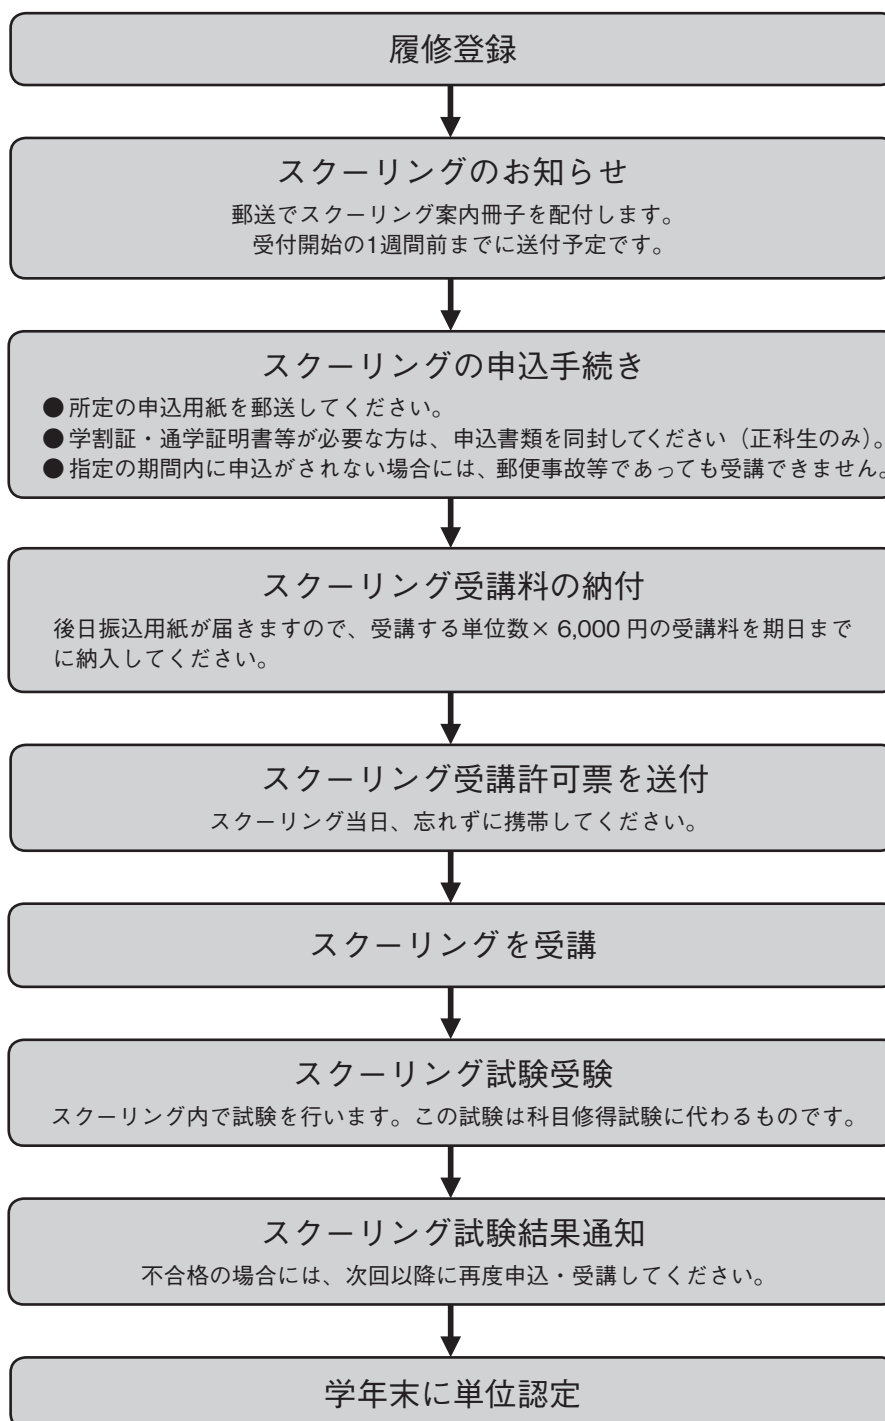 履修登録
スクーリングのお知らせ
郵送でスクーリング案内冊子を配付します。
受付開始の1週間前までに送付予定です。
スクーリングの申込手続き
●所定の申込用紙を郵送してください。
●学割証・通学証明書等が必要な方は、申込書類を同封してください（正科生のみ）。
●指定の期間内に申込がされない場合には、郵便事故等であっても受講できません。
スクーリング受講料の納付
後日振込用紙が届きますので、受講する単位数× 6,000 円の受講料を期日まで
に納入してください。
スクーリング受講許可票を送付
スクーリング当日、忘れずに携帯してください。
スクーリングを受講
スクーリング試験受験
スクーリング内で試験を行います。この試験は科目修得試験に代わるものです。
スクーリング試験結果通知
不合格の場合には、次回以降に再度申込・受講してください。
学年末に単位認定